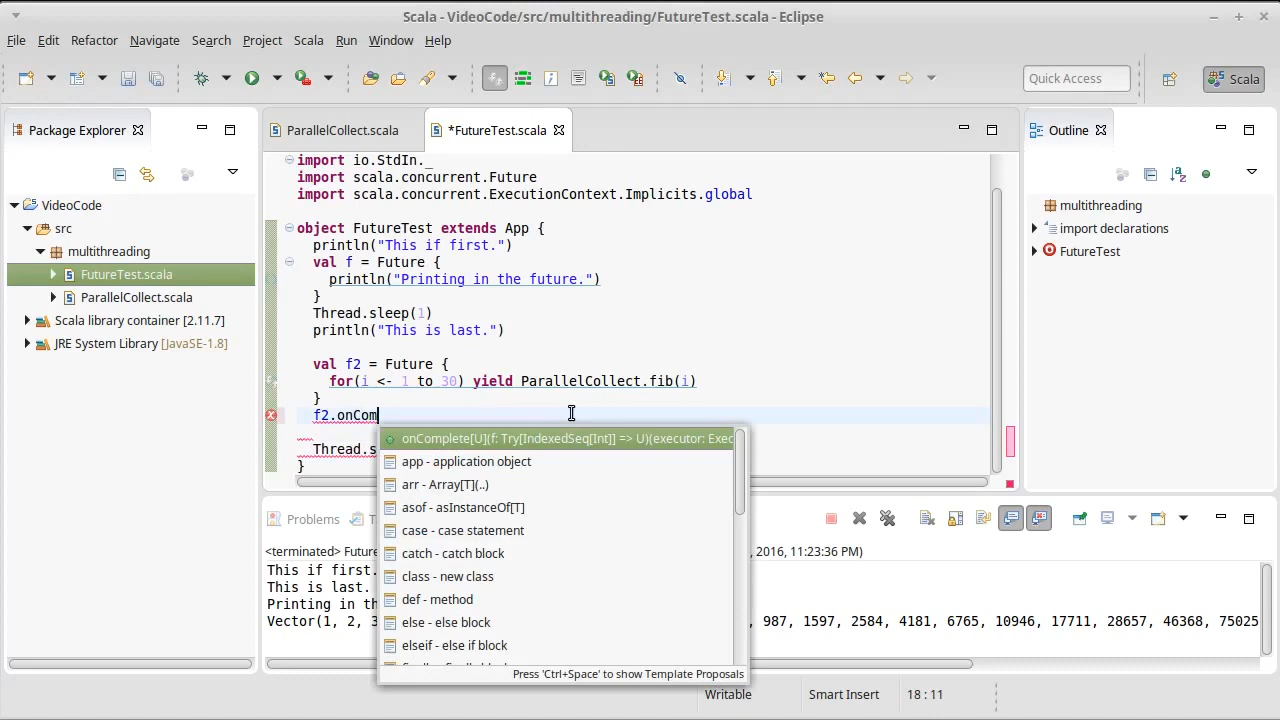 Scala - VideoCode/src/multithreading/FutureTest.scala - Eclipse
File Edit Refactor Navigate Search Project Scala Run Window Help
Quick Access
Scala
Package Explorer
ParallelCollect.scala
*FutureTest.scala
Outline
VideoCode
src
multithreading
FutureTest.scala
ParallelCollect.scala
Scala library container [2.11.7]
JRE System Library [JavaSE-1.8]
import io.StdIn._
import scala.concurrent.Future
import scala.concurrent.ExecutionContext.Implicits.global
object FutureTest extends App {
println("This if first.")
val f = Future {
println("Printing in the future.")
}
Thread.sleep(1)
println("This is last.")
val f2 = Future {
for(i <- 1 to 30) yield ParallelCollect.fib(i)
}
f2.onCom
Thread.s
}
onComplete[U](f: Try[IndexedSeq[Int]] => U)(executor: Exec
app - application object
arr - Array[T](..)
asof - asInstanceOf[T]
case - case statement
catch - catch block
class - new class
def - method
else - else block
elseif - else if block
Press 'Ctrl+Space' to show Template Proposals
multithreading
import declarations
FutureTest
Problems
<terminated> Futur
, 2016, 11:23:36 PM)
This if first.
This is last.
Printing in th
Vector(1, 2, 3
, 987, 1597, 2584, 4181, 6765, 10946, 17711, 28657, 46368, 75025
Writable
Smart Insert
18 : 11